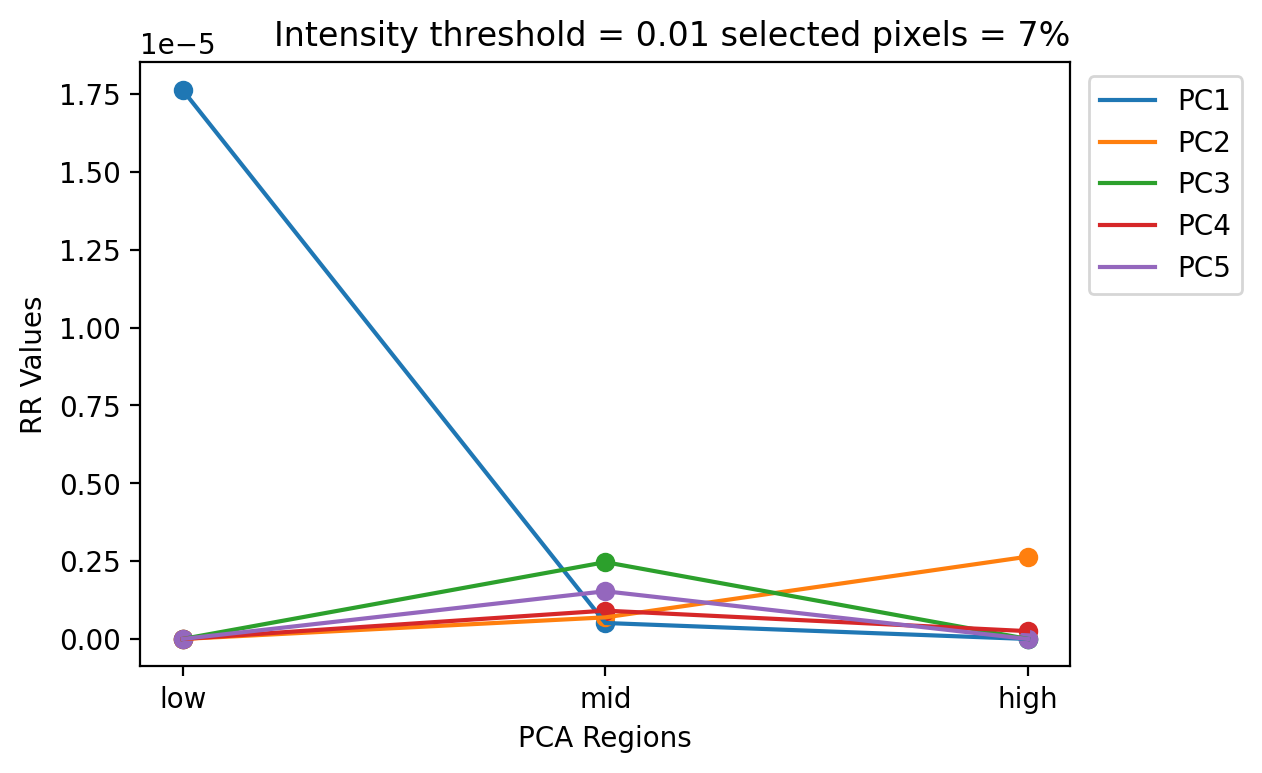 Intensity threshold = 0.01 selected pixels = 7%
1e−5
1.75
1.50
1.25
1.00
0.75
0.50
0.25
0.00
RR Values
low
mid
high
PCA Regions
PC1
PC2
PC3
PC4
PC5